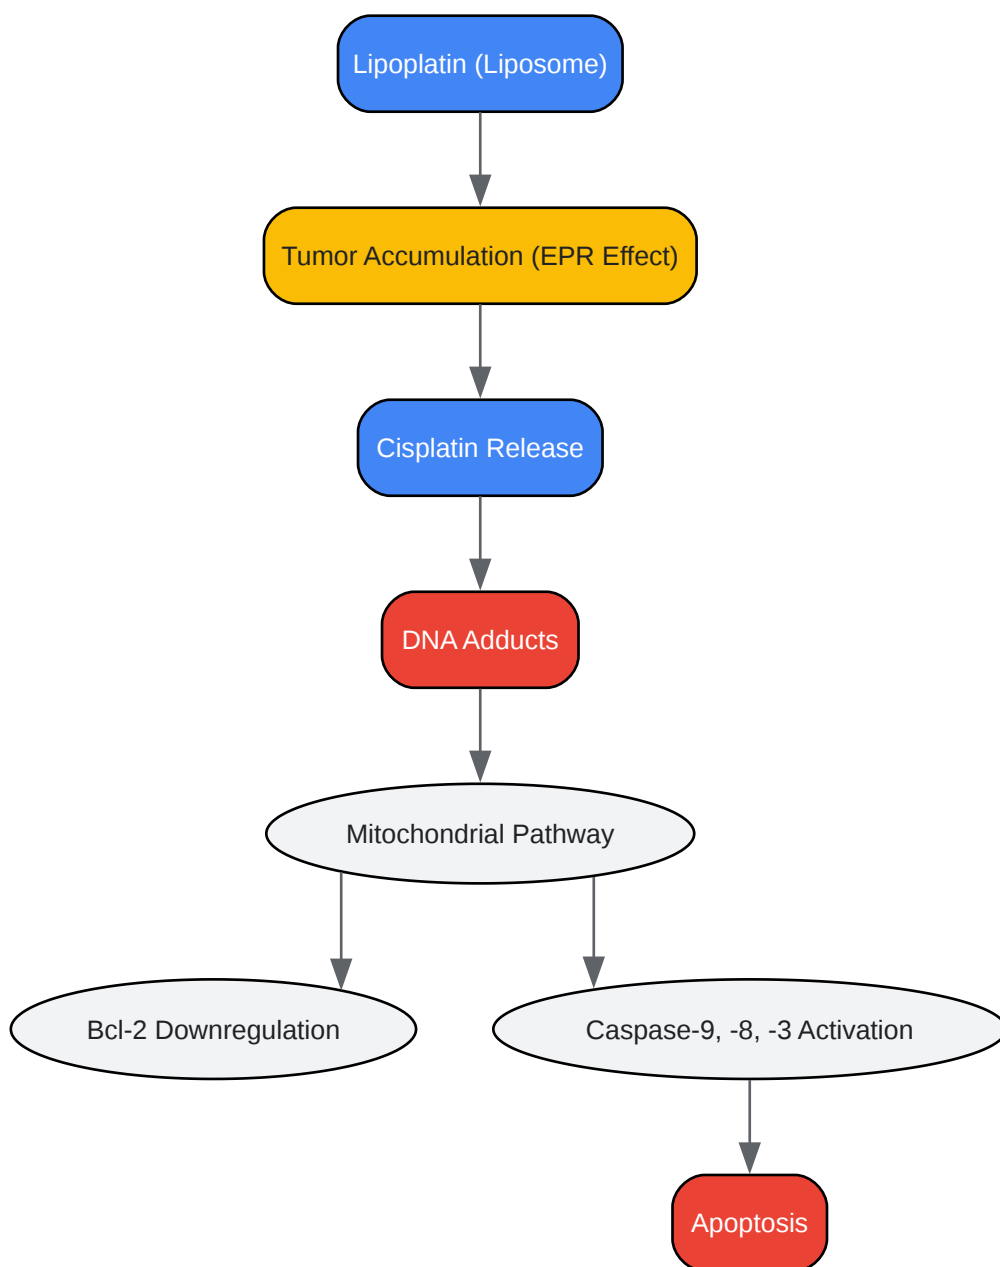 Lipoplatin (Liposome)
Tumor Accumulation (EPR Effect)
Cisplatin Release
DNA Adducts
Mitochondrial Pathway
Bcl-2 Downregulation
Caspase-9, -8, -3 Activation
Apoptosis